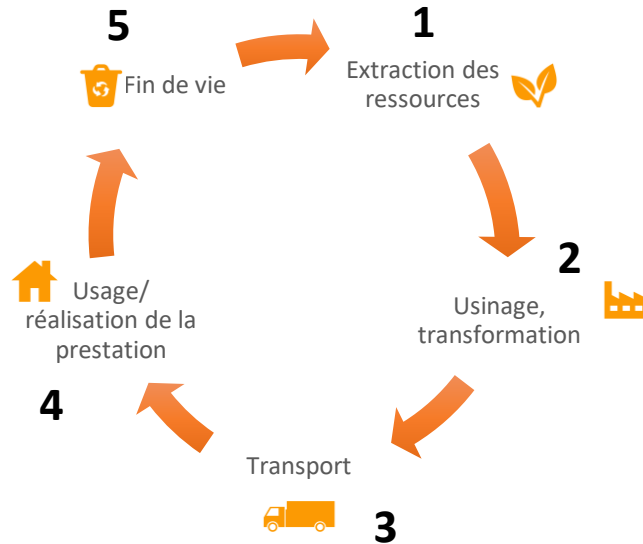 1
Extraction des
ressources
2
Usinage,
transformation
3
Transport
4
Usage/
réalisation de la
prestation
5
Fin de vie